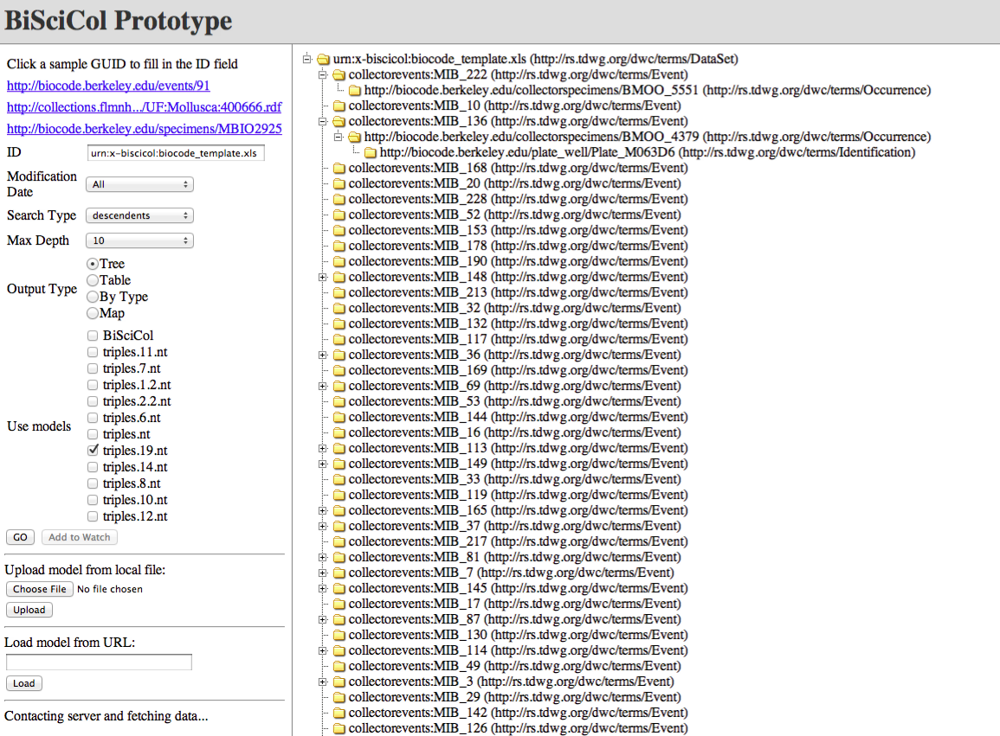 BiSciCol Prototype
Click a sample GUID to fill in the ID field
http://biocode.berkeley.edu/events/91
http://collections.flmnh.../UF:Mollusca:400666.rdf
http://biocode.berkeley.edu/specimens/MBIO2925
ID urn:x-biscicol:biocode_template.xls
Modification Date All
Search Type descendents
Max Depth 10
Output Type
Tree
Table
By Type
Map
Use models
BiSciCol
triples.11.nt
triples.7.nt
triples.1.2.nt
triples.2.2.nt
triples.6.nt
triples.nt
triples.19.nt
triples.14.nt
triples.8.nt
triples.10.nt
triples.12.nt
GO Add to Watch
Upload model from local file:
Choose File No file chosen
Upload
Load model from URL:
Load
Contacting server and fetching data...
urn:x-biscicol:biocode_template.xls (http://rs.tdwg.org/dwc/terms/DataSet)
collectorevents:MIB_222 (http://rs.tdwg.org/dwc/terms/Event)
http://biocode.berkeley.edu/collectorspecimens/BMOO_5551 (http://rs.tdwg.org/dwc/terms/Occurrence)
collectorevents:MIB_10 (http://rs.tdwg.org/dwc/terms/Event)
collectorevents:MIB_136 (http://rs.tdwg.org/dwc/terms/Event)
http://biocode.berkeley.edu/collectorspecimens/BMOO_4379 (http://rs.tdwg.org/dwc/terms/Occurrence)
http://biocode.berkeley.edu/plate_well/Plate_M063D6 (http://rs.tdwg.org/dwc/terms/Identification)
collectorevents:MIB_168 (http://rs.tdwg.org/dwc/terms/Event)
collectorevents:MIB_20 (http://rs.tdwg.org/dwc/terms/Event)
collectorevents:MIB_228 (http://rs.tdwg.org/dwc/terms/Event)
collectorevents:MIB_52 (http://rs.tdwg.org/dwc/terms/Event)
collectorevents:MIB_153 (http://rs.tdwg.org/dwc/terms/Event)
collectorevents:MIB_178 (http://rs.tdwg.org/dwc/terms/Event)
collectorevents:MIB_190 (http://rs.tdwg.org/dwc/terms/Event)
collectorevents:MIB_148 (http://rs.tdwg.org/dwc/terms/Event)
collectorevents:MIB_213 (http://rs.tdwg.org/dwc/terms/Event)
collectorevents:MIB_32 (http://rs.tdwg.org/dwc/terms/Event)
collectorevents:MIB_132 (http://rs.tdwg.org/dwc/terms/Event)
collectorevents:MIB_117 (http://rs.tdwg.org/dwc/terms/Event)
collectorevents:MIB_36 (http://rs.tdwg.org/dwc/terms/Event)
collectorevents:MIB_169 (http://rs.tdwg.org/dwc/terms/Event)
collectorevents:MIB_69 (http://rs.tdwg.org/dwc/terms/Event)
collectorevents:MIB_53 (http://rs.tdwg.org/dwc/terms/Event)
collectorevents:MIB_144 (http://rs.tdwg.org/dwc/terms/Event)
collectorevents:MIB_16 (http://rs.tdwg.org/dwc/terms/Event)
collectorevents:MIB_113 (http://rs.tdwg.org/dwc/terms/Event)
collectorevents:MIB_149 (http://rs.tdwg.org/dwc/terms/Event)
collectorevents:MIB_33 (http://rs.tdwg.org/dwc/terms/Event)
collectorevents:MIB_119 (http://rs.tdwg.org/dwc/terms/Event)
collectorevents:MIB_165 (http://rs.tdwg.org/dwc/terms/Event)
collectorevents:MIB_37 (http://rs.tdwg.org/dwc/terms/Event)
collectorevents:MIB_217 (http://rs.tdwg.org/dwc/terms/Event)
collectorevents:MIB_81 (http://rs.tdwg.org/dwc/terms/Event)
collectorevents:MIB_7 (http://rs.tdwg.org/dwc/terms/Event)
collectorevents:MIB_145 (http://rs.tdwg.org/dwc/terms/Event)
collectorevents:MIB_17 (http://rs.tdwg.org/dwc/terms/Event)
collectorevents:MIB_87 (http://rs.tdwg.org/dwc/terms/Event)
collectorevents:MIB_130 (http://rs.tdwg.org/dwc/terms/Event)
collectorevents:MIB_114 (http://rs.tdwg.org/dwc/terms/Event)
collectorevents:MIB_49 (http://rs.tdwg.org/dwc/terms/Event)
collectorevents:MIB_3 (http://rs.tdwg.org/dwc/terms/Event)
collectorevents:MIB_29 (http://rs.tdwg.org/dwc/terms/Event)
collectorevents:MIB_142 (http://rs.tdwg.org/dwc/terms/Event)
collectorevents:MIB_126 (http://rs.tdwg.org/dwc/terms/Event)